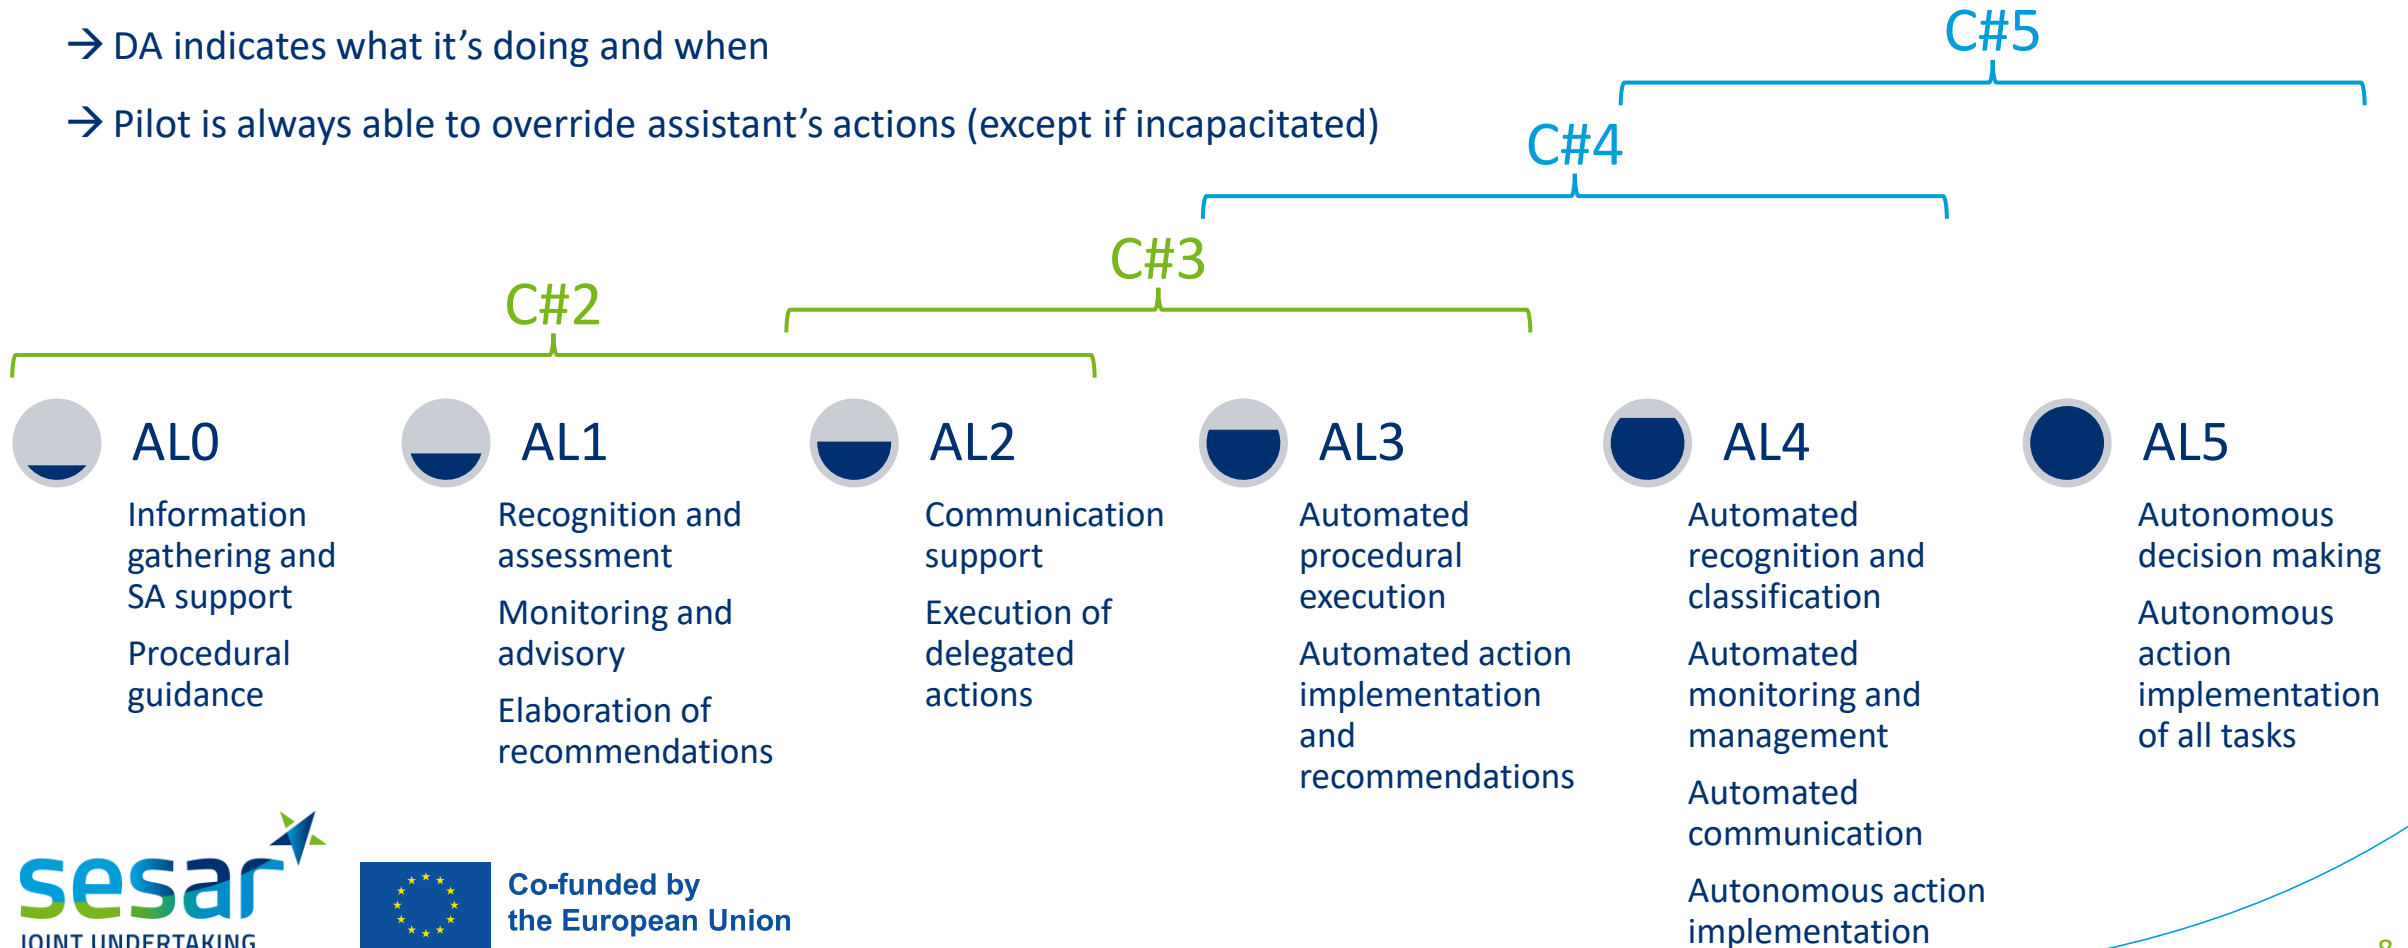 → DA indicates what it's doing and when
→ Pilot is always able to override assistant's actions (except if incapacitated)
C#5
C#4
C#3
C#2
AL0
Information
gathering and
SA support
Procedural
guidance
AL1
Recognition and
assessment
Monitoring and
advisory
Elaboration of
recommendations
AL2
Communication
support
Execution of
delegated
actions
AL3
Automated
procedural
execution
Automated action
implementation
and
recommendations
AL4
Automated
recognition and
classification
Automated
monitoring and
management
Automated
communication
Autonomous action
implementation
AL5
Autonomous
decision making
Autonomous
action
implementation
of all tasks
sesar
JOINT UNDERTAKING
Co-funded by
the European Union